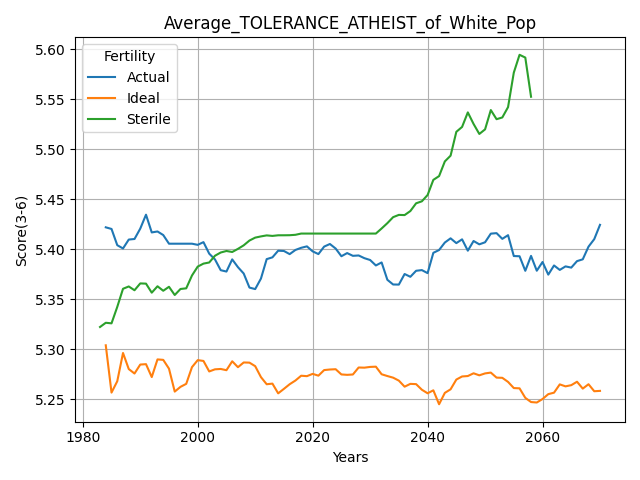 Average_TOLERANCE_ATHEIST_of_White_Pop
Fertility
Actual
Ideal
Sterile
Score(3-6)
5.60
5.55
5.50
5.45
5.40
5.35
5.30
5.25
1980
2000
2020
2040
2060
Years